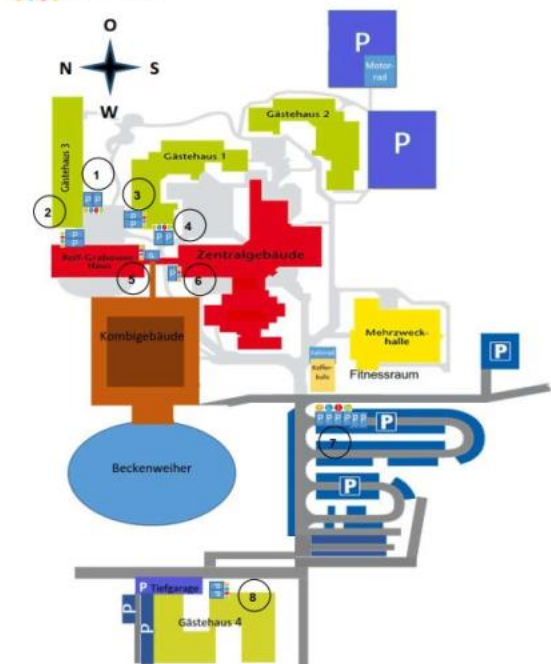 O
N S
W
P
Motor-
rad
P
Gästehaus 2
Gästehaus 1
Gästehaus 3
1
P P
2
3
P
P
4
P P
P
P
Zentralgebäude
5
6
P
Kombigebäude
Mehrzweck-
halle
Fitnessraum
P
P P P P P P
P
7
P
Beckenweiher
P Tiefgarage
8
P
P
Gästehaus 4